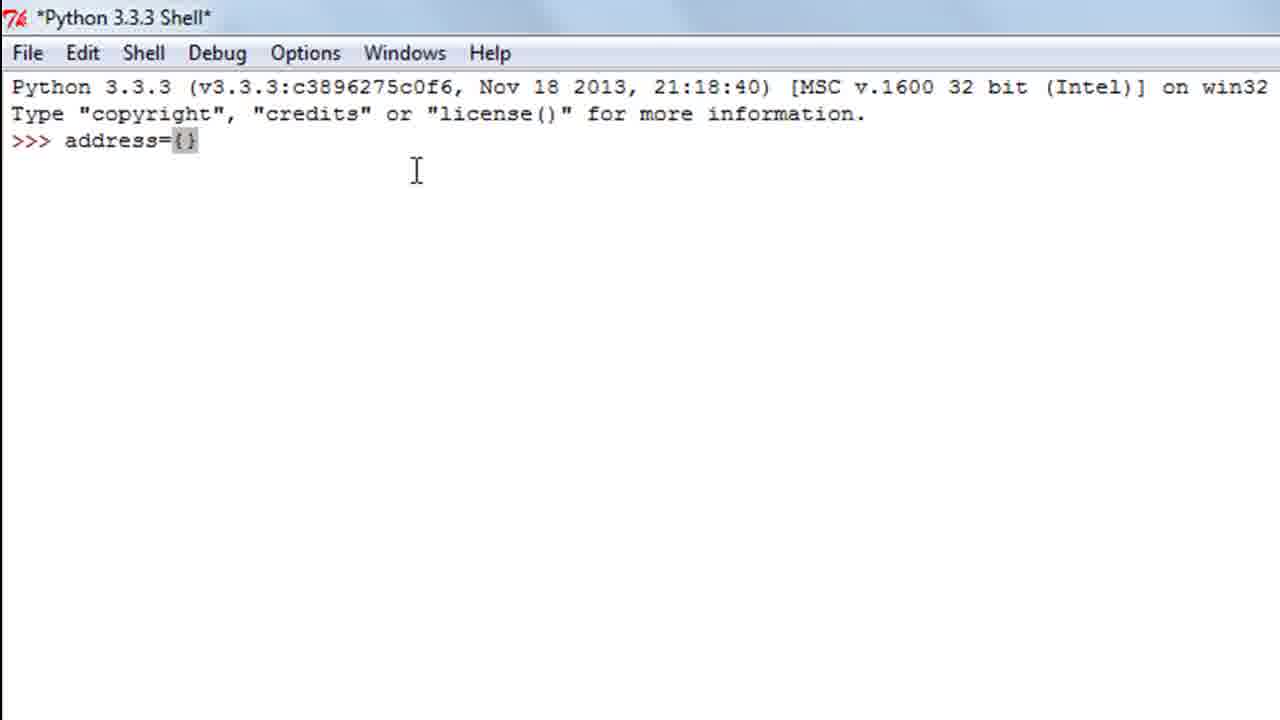 *Python 3.3.3 Shell*
File Edit Shell Debug Options Windows Help
Python 3.3.3 (v3.3.3:c3896275c0f6, Nov 18 2013, 21:18:40) [MSC v.1600 32 bit (Intel)] on win32
Type "copyright", "credits" or "license()" for more information.
>>> address={}